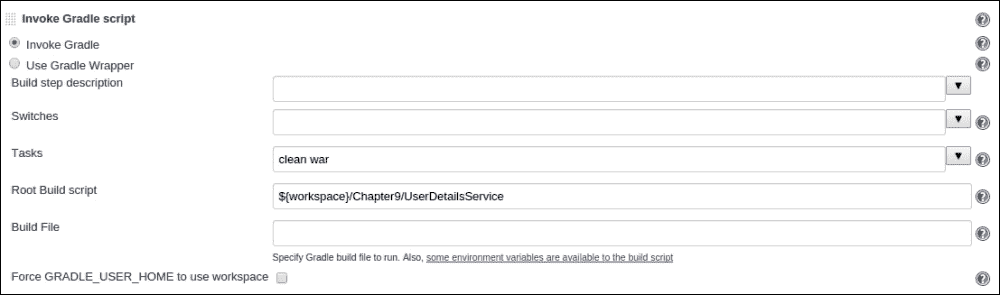 Invoke Gradle script
Invoke Gradle
Use Gradle Wrapper
Build step description
Switches
Tasks
clean war
Root Build script
${workspace}/Chapter9/UserDetailsService
Build File
Specify Gradle build file to run. Also, some environment variables are available to the build script
Force GRADLE_USER_HOME to use workspace